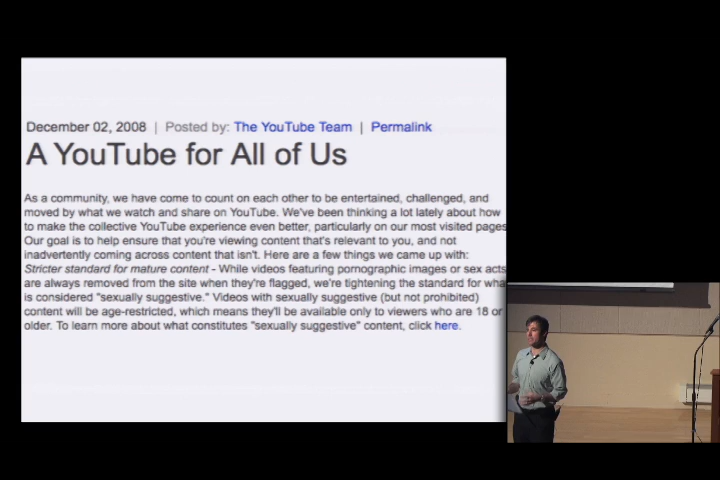 December 02, 2008 | Posted by: The YouTube Team | Permalink
A YouTube for All of Us
As a community, we have come to count on each other to be entertained, challenged, and
moved by what we watch and share on YouTube. We've been thinking a lot lately about how
to make the collective YouTube experience even better, particularly on our most visited pages
Our goal is to help ensure that you're viewing content that's relevant to you, and not
inadvertently coming across content that isn't. Here are a few things we came up with:
Stricter standard for mature content - While videos featuring pornographic images or sex acts
are always removed from the site when they're flagged, we're tightening the standard for wha
is considered "sexually suggestive." Videos with sexually suggestive (but not prohibited)
content will be age-restricted, which means they'll be available only to viewers who are 18 or
older. To learn more about what constitutes "sexually suggestive" content, click here.